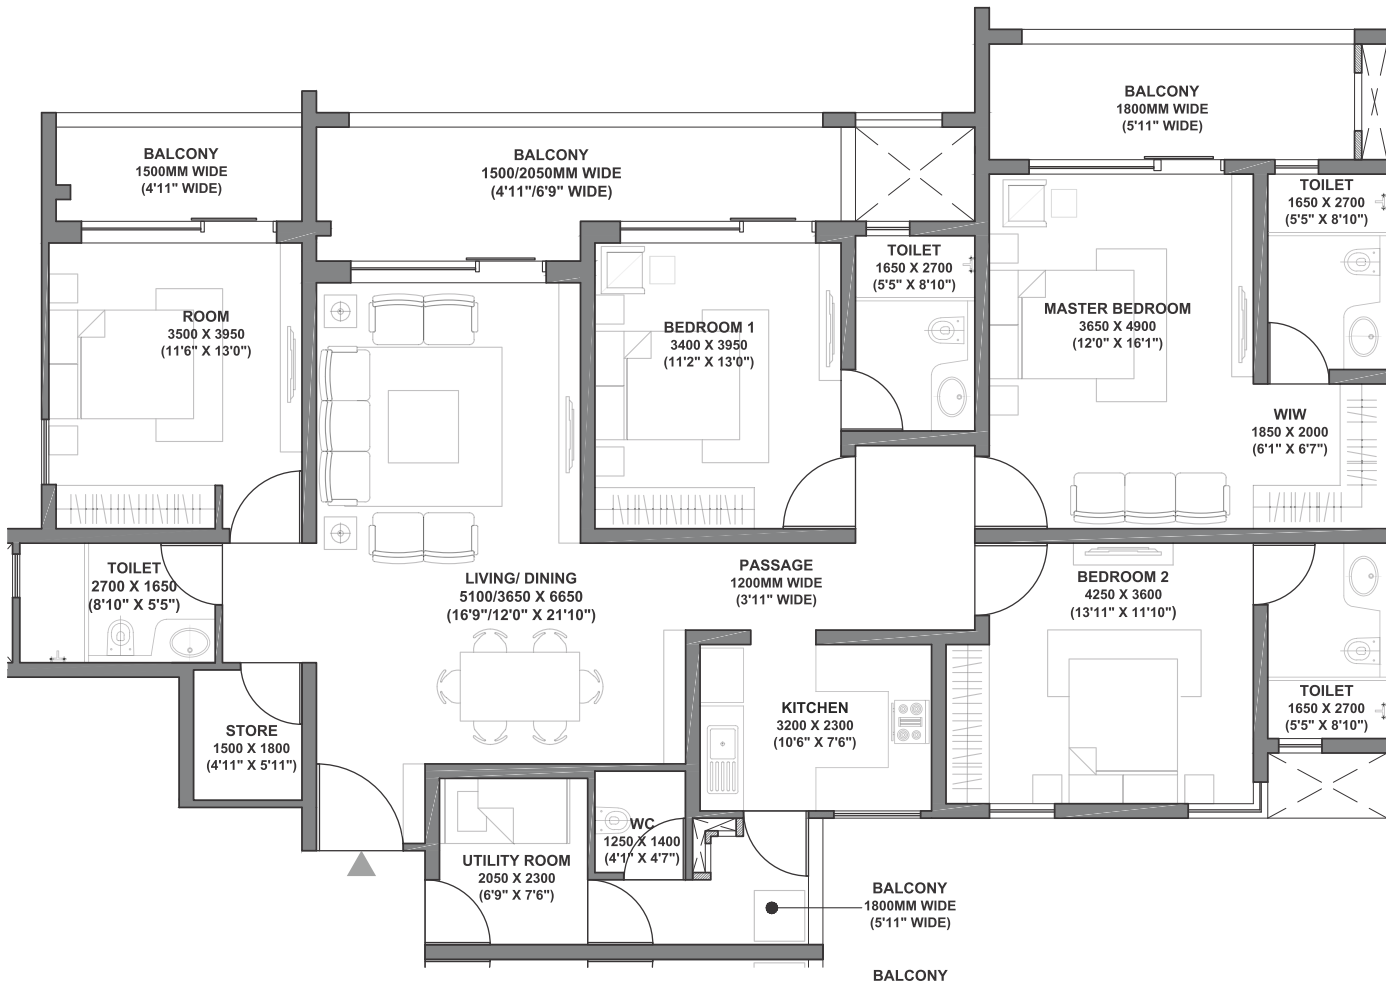 BALCONY
1800MM WIDE
(5'11" WIDE)
BALCONY
1500MM WIDE
(4'11" WIDE)
BALCONY
1500/2050MM WIDE
(4'11"/6'9" WIDE)
TOILET
1650 X 2700
(5'5" X 8'10")
TOILET
1650 X 2700
(5'5" X 8'10")
ROOM
3500 X 3950
(11'6" X 13'0")
BEDROOM 1
3400 X 3950
(11'2" X 13'0")
MASTER BEDROOM
3650 X 4900
(12'0" X 16'1")
WIW
1850 X 2000
(6'1" X 6'7")
TOILET
2700 X 1650
(8'10" X 5'5")
LIVING/ DINING
5100/3650 X 6650
(16'9"/12'0" X 21'10")
PASSAGE
1200MM WIDE
(3'11" WIDE)
BEDROOM 2
4250 X 3600
(13'11" X 11'10")
TOILET
1650 X 2700
(5'5" X 8'10")
STORE
1500 X 1800
(4'11" X 5'11")
KITCHEN
3200 X 2300
(10'6" X 7'6")
WC
1250 X 1400
(4'1" X 4'7")
UTILITY ROOM
2050 X 2300
(6'9" X 7'6")
BALCONY
1800MM WIDE
(5'11" WIDE)
BALCONY